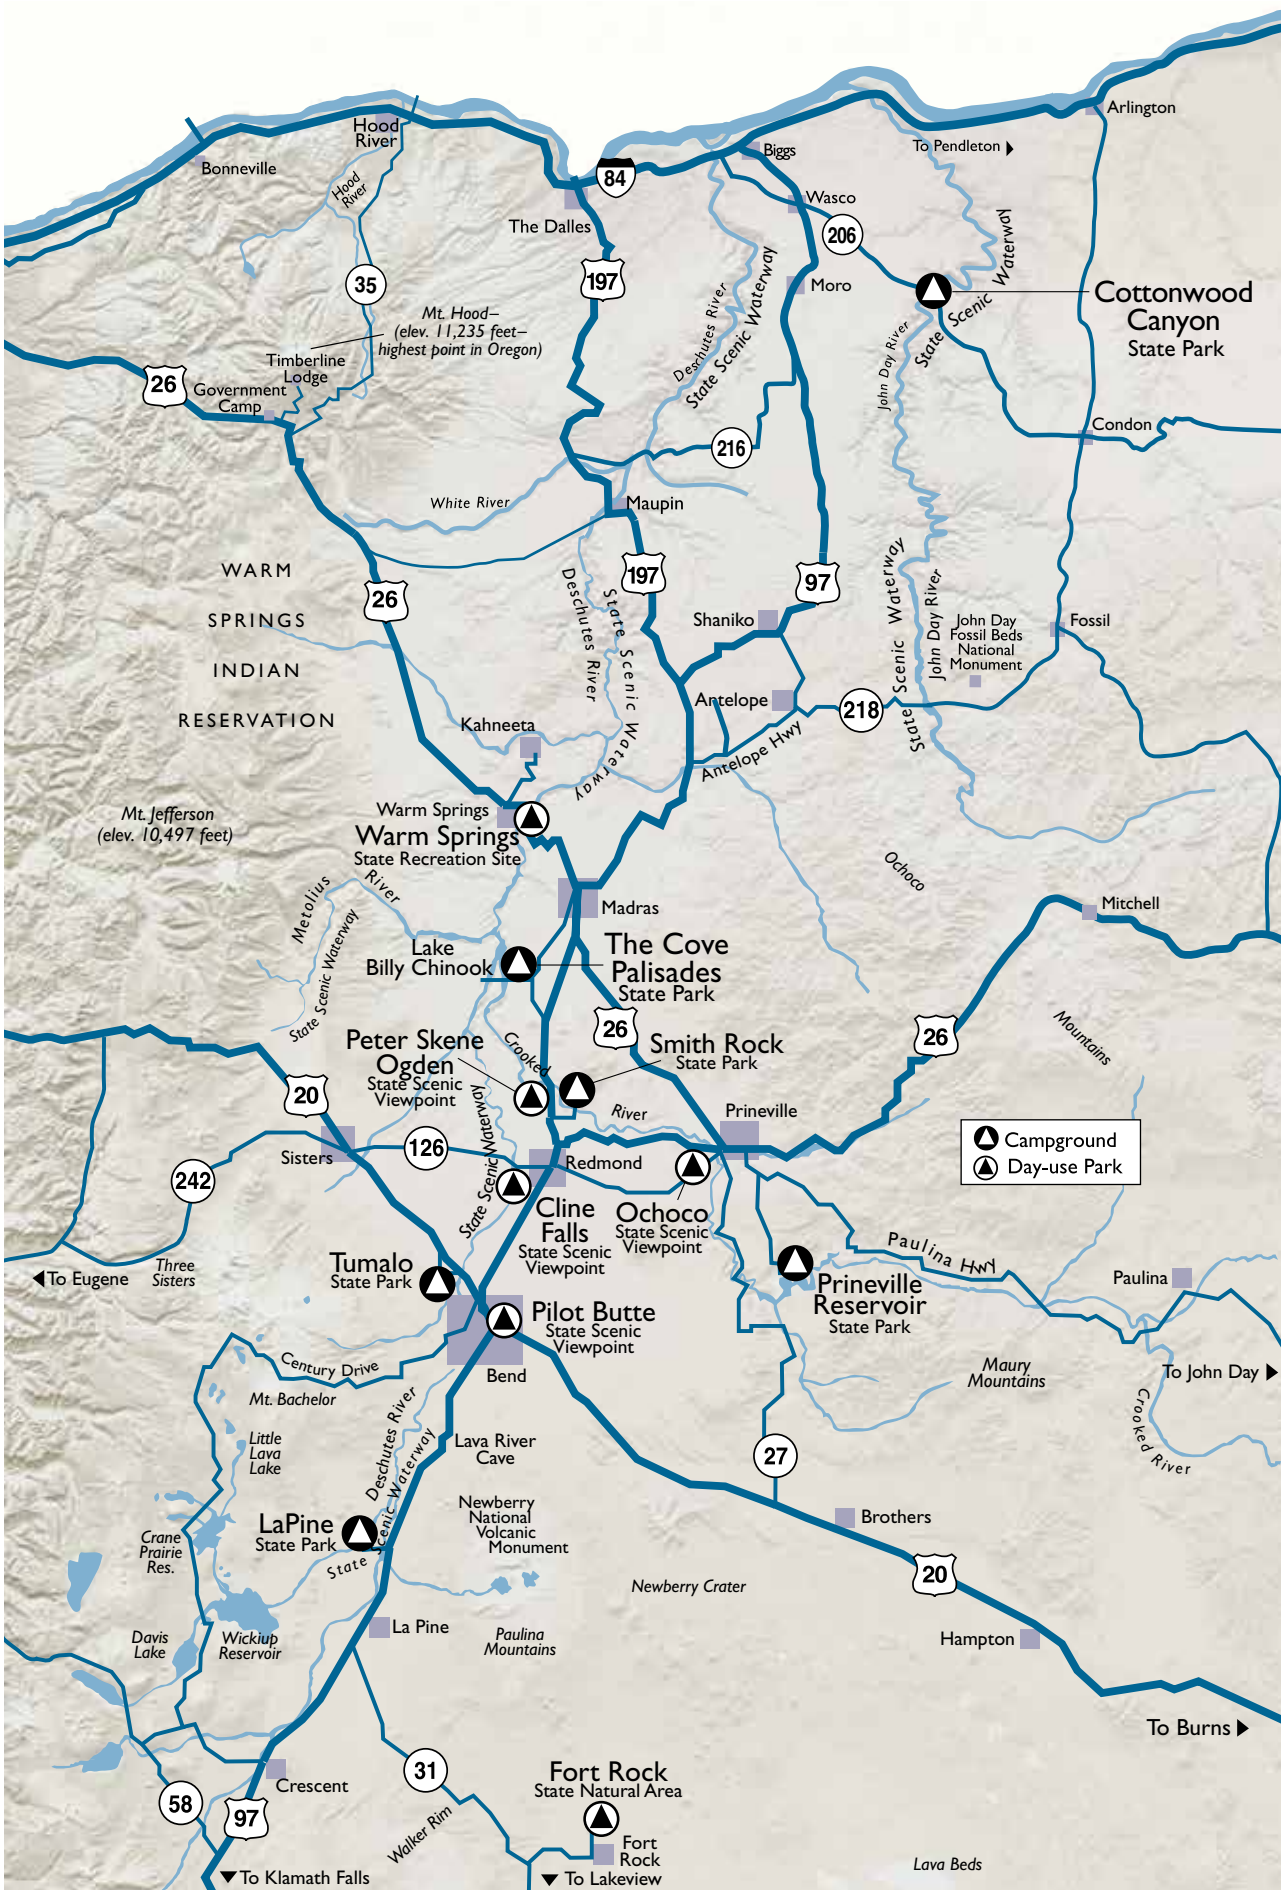 Arlington
Hood
River
Bonneville
Hood
River
To Pendleton
Biggs
84
Wasco
The Dalles
206
197
35
Moro
Deschutes River
State Scenic Waterway
John Day River
State Scenic Waterway
Cottonwood
Canyon
State Park
Mt. Hood–
(elev. 11,235 feet–
highest point in Oregon)
Timberline
Lodge
26
Government
Camp
Condon
216
White River
Maupin
WARM
SPRINGS
INDIAN
RESERVATION
26
197
97
Deschutes River
State Scenic Waterway
State Scenic Waterway
John Day River
John Day
Fossil Beds
National
Monument
Shaniko
Fossil
Antelope
218
Antelope Hwy
Kahneeta
Mt. Jefferson
(elev. 10,497 feet)
Warm Springs
Warm Springs
State Recreation Site
Ochoco
Mountains
Metolius
River
State Scenic Waterway
Madras
Mitchell
Lake
Billy Chinook
The Cove
Palisades
State Park
26
26
Peter Skene
Ogden
State Scenic
Viewpoint
Crooked
River
Smith Rock
State Park
20
State Scenic Waterway
Prineville
Campground
Day-use Park
Sisters
126
Redmond
242
Cline
Falls
State Scenic
Viewpoint
Ochoco
State Scenic
Viewpoint
Paulina Hwy
To Eugene
Three
Sisters
Tumalo
State Park
Prineville
Reservoir
State Park
Paulina
Pilot Butte
State Scenic
Viewpoint
Bend
Century Drive
Mt. Bachelor
Maury
Mountains
To John Day
Crooked River
Deschutes River
State Scenic Waterway
Little
Lava
Lake
Lava River
Cave
27
Newberry
National
Volcanic
Monument
Brothers
LaPine
State Park
Crane
Prairie
Res.
Newberry Crater
20
La Pine
Davis
Lake
Wickiup
Reservoir
Paulina
Mountains
Hampton
To Burns
31
Fort Rock
State Natural Area
Crescent
58
97
Walker Rim
Fort
Rock
Lava Beds
To Klamath Falls
To Lakeview